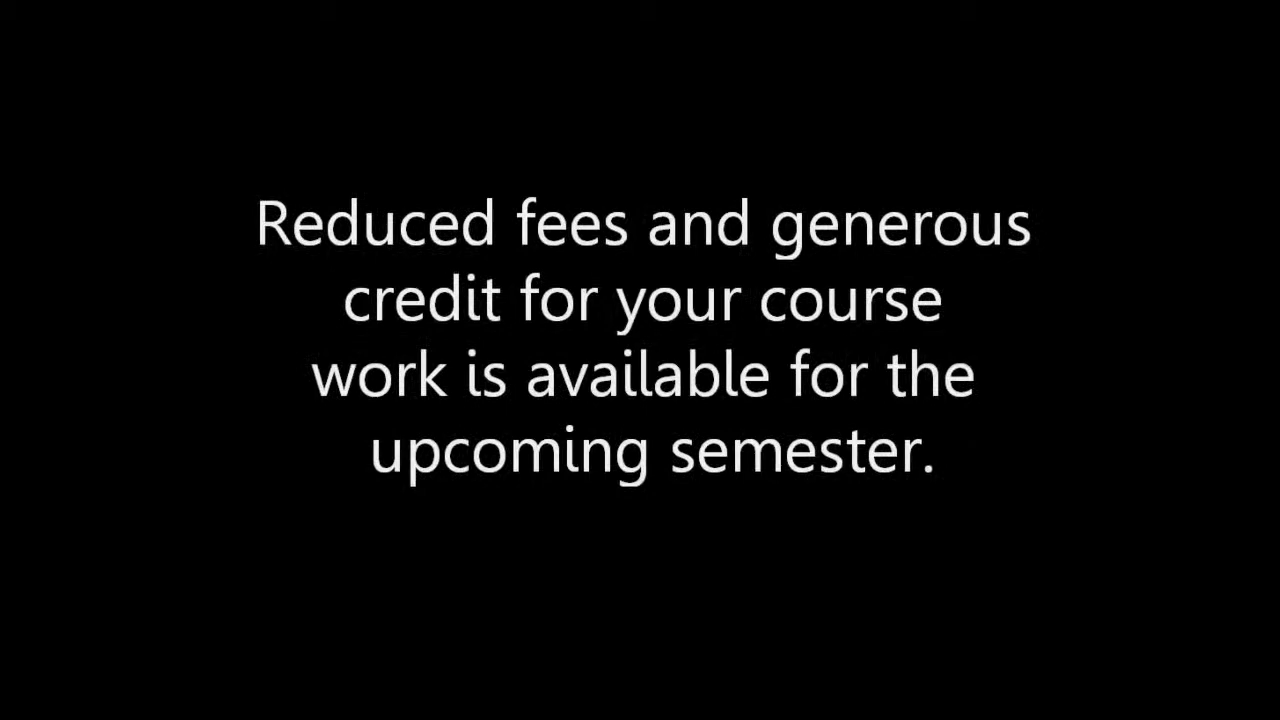 Reduced fees and generous
credit for your course
work is available for the
upcoming semester.